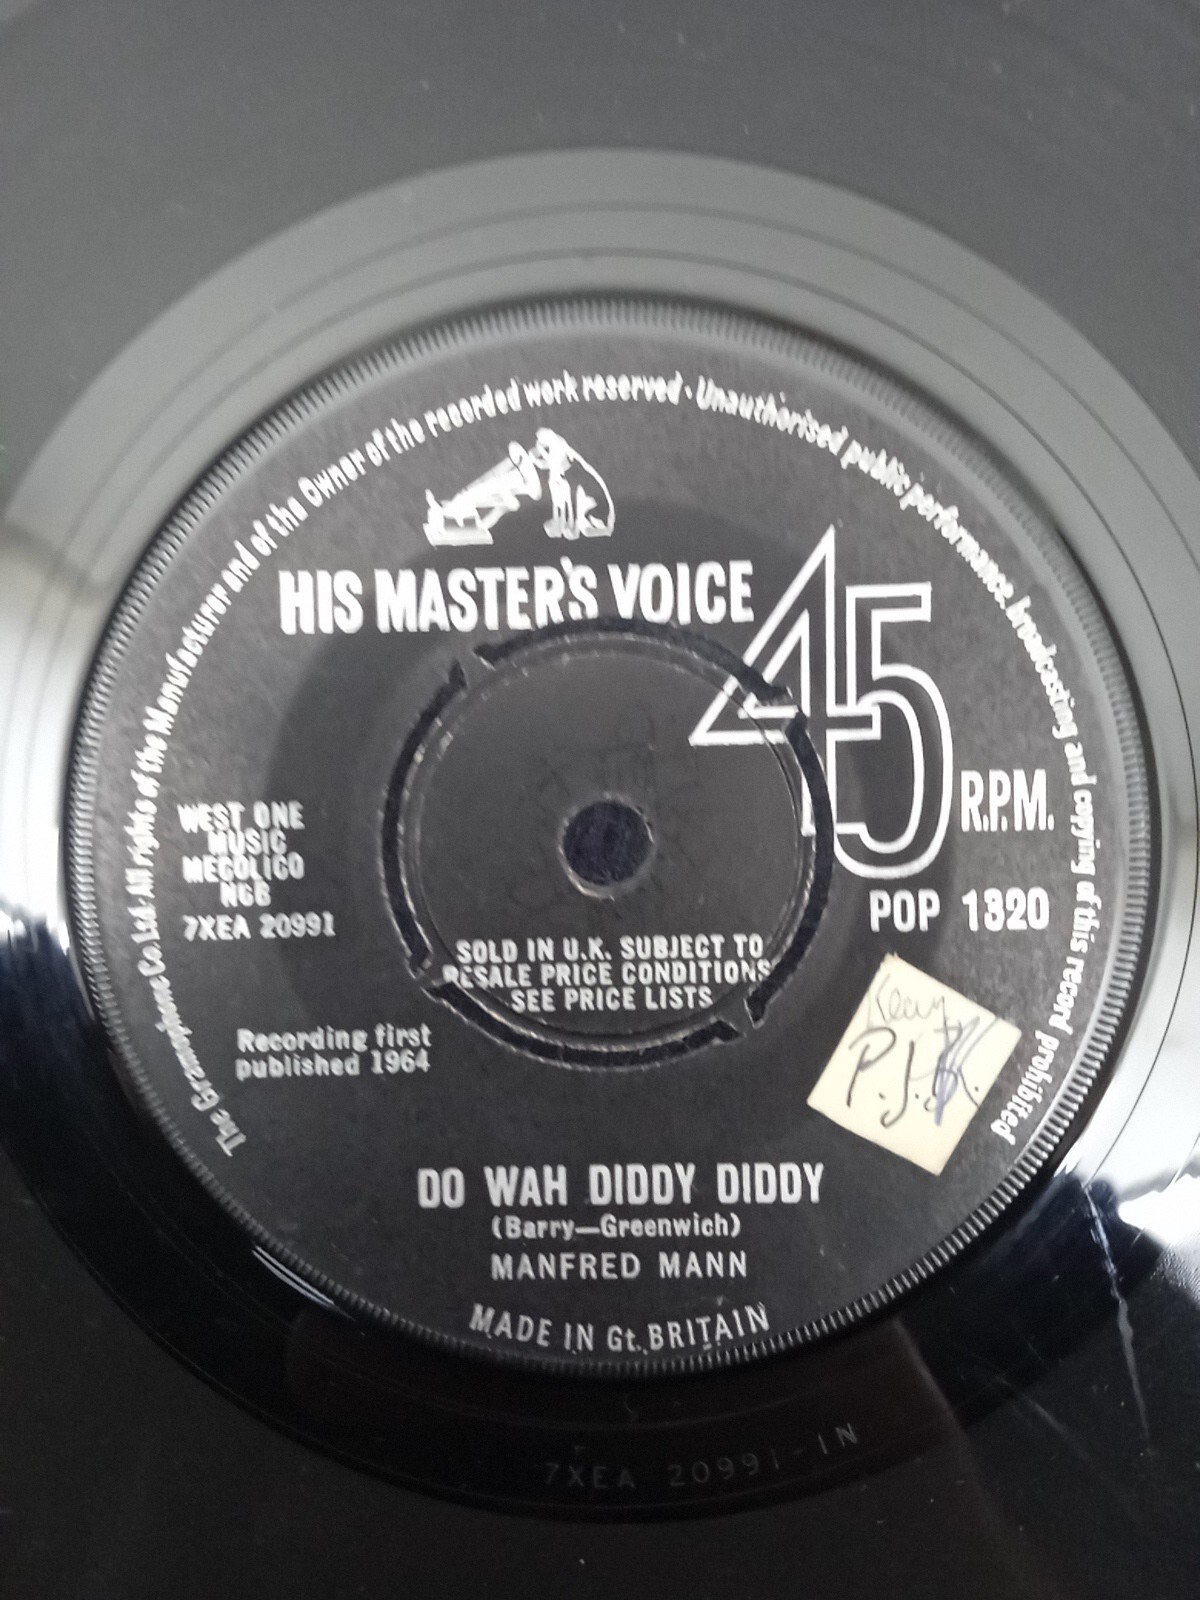 The Gramophone Co. Ltd. All rights of the Manufacturer and of the Owner of the recorded work reserved · Unauthorised public performance, broadcasting and copying of this record prohibited
HIS MASTER'S VOICE
45
R.P.M.
POP 1320
WEST ONE
MUSIC
MECOLICO
NCB
7XEA 20991
SOLD IN U.K. SUBJECT TO
RESALE PRICE CONDITIONS
SEE PRICE LISTS
Recording first
published 1964
P.J.
DO WAH DIDDY DIDDY
(Barry—Greenwich)
MANFRED MANN
MADE IN Gt. BRITAIN
7XEA 20991-1N